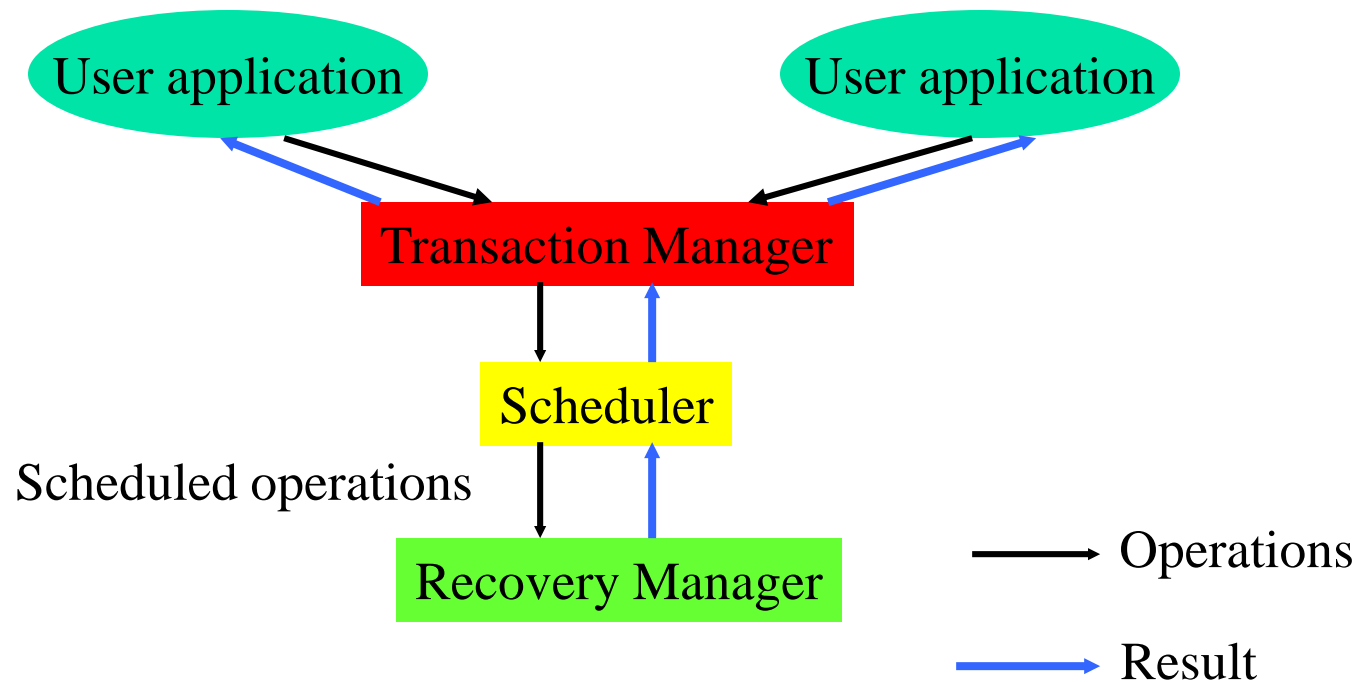 User application
User application
Transaction Manager
Scheduler
Scheduled operations
Recovery Manager
Operations
Result